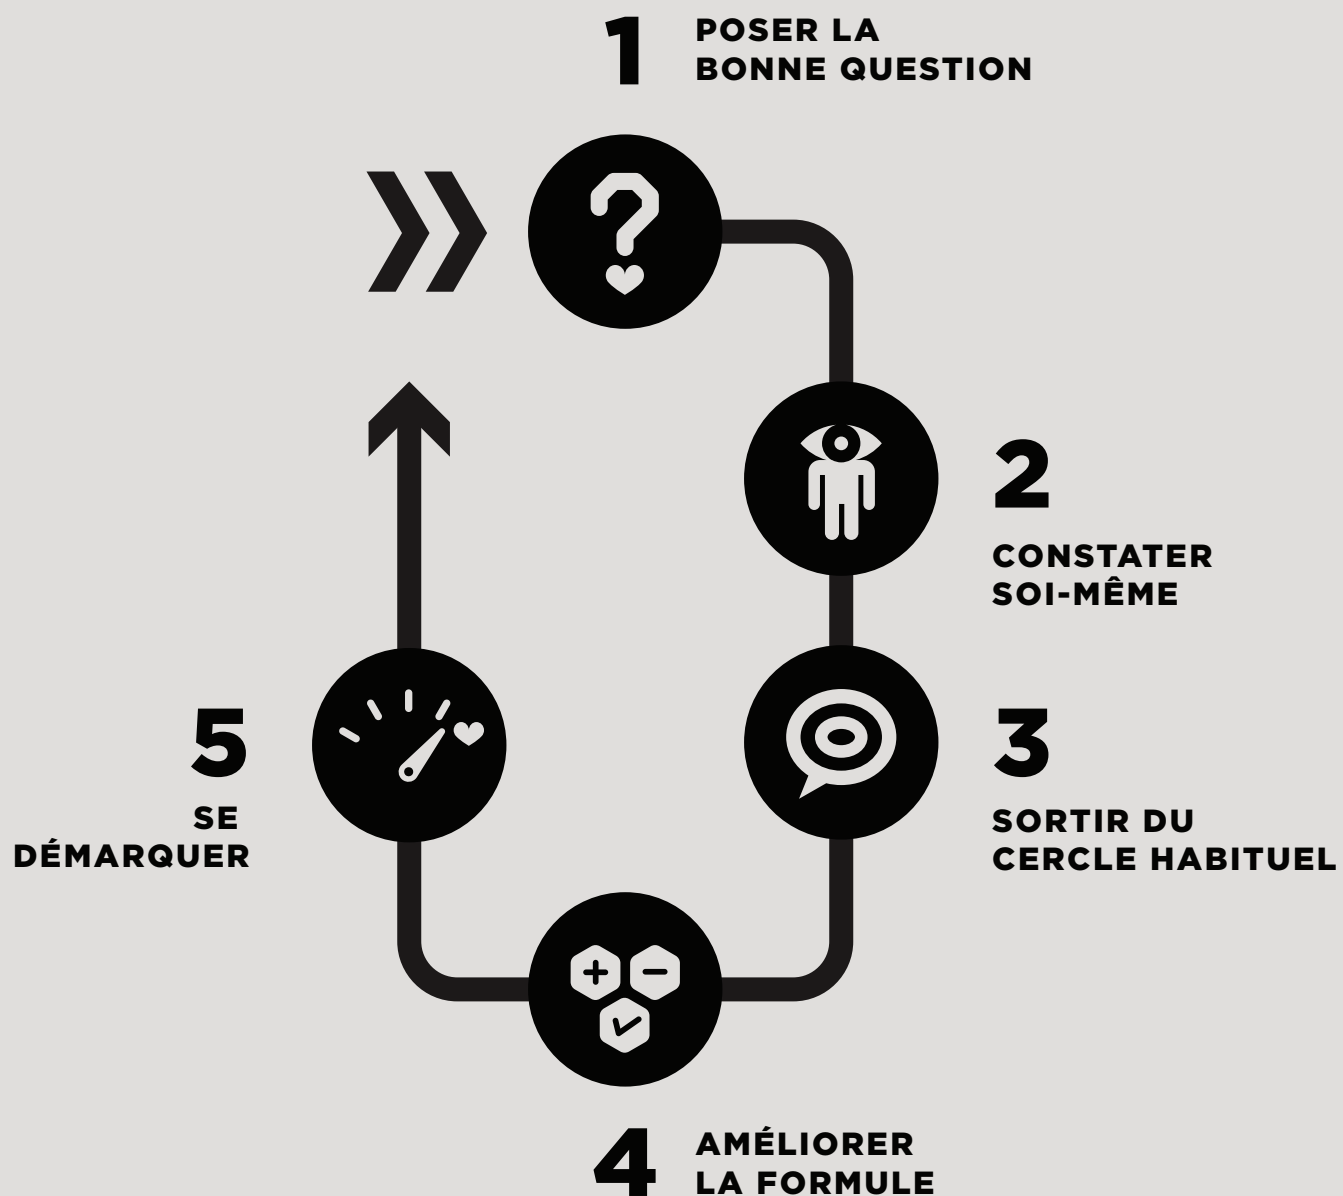 1
POSER LA
BONNE QUESTION
2
CONSTATER
SOI-MÊME
3
SORTIR DU
CERCLE HABITUEL
4
AMÉLIORER
LA FORMULE
5
SE
DÉMARQUER